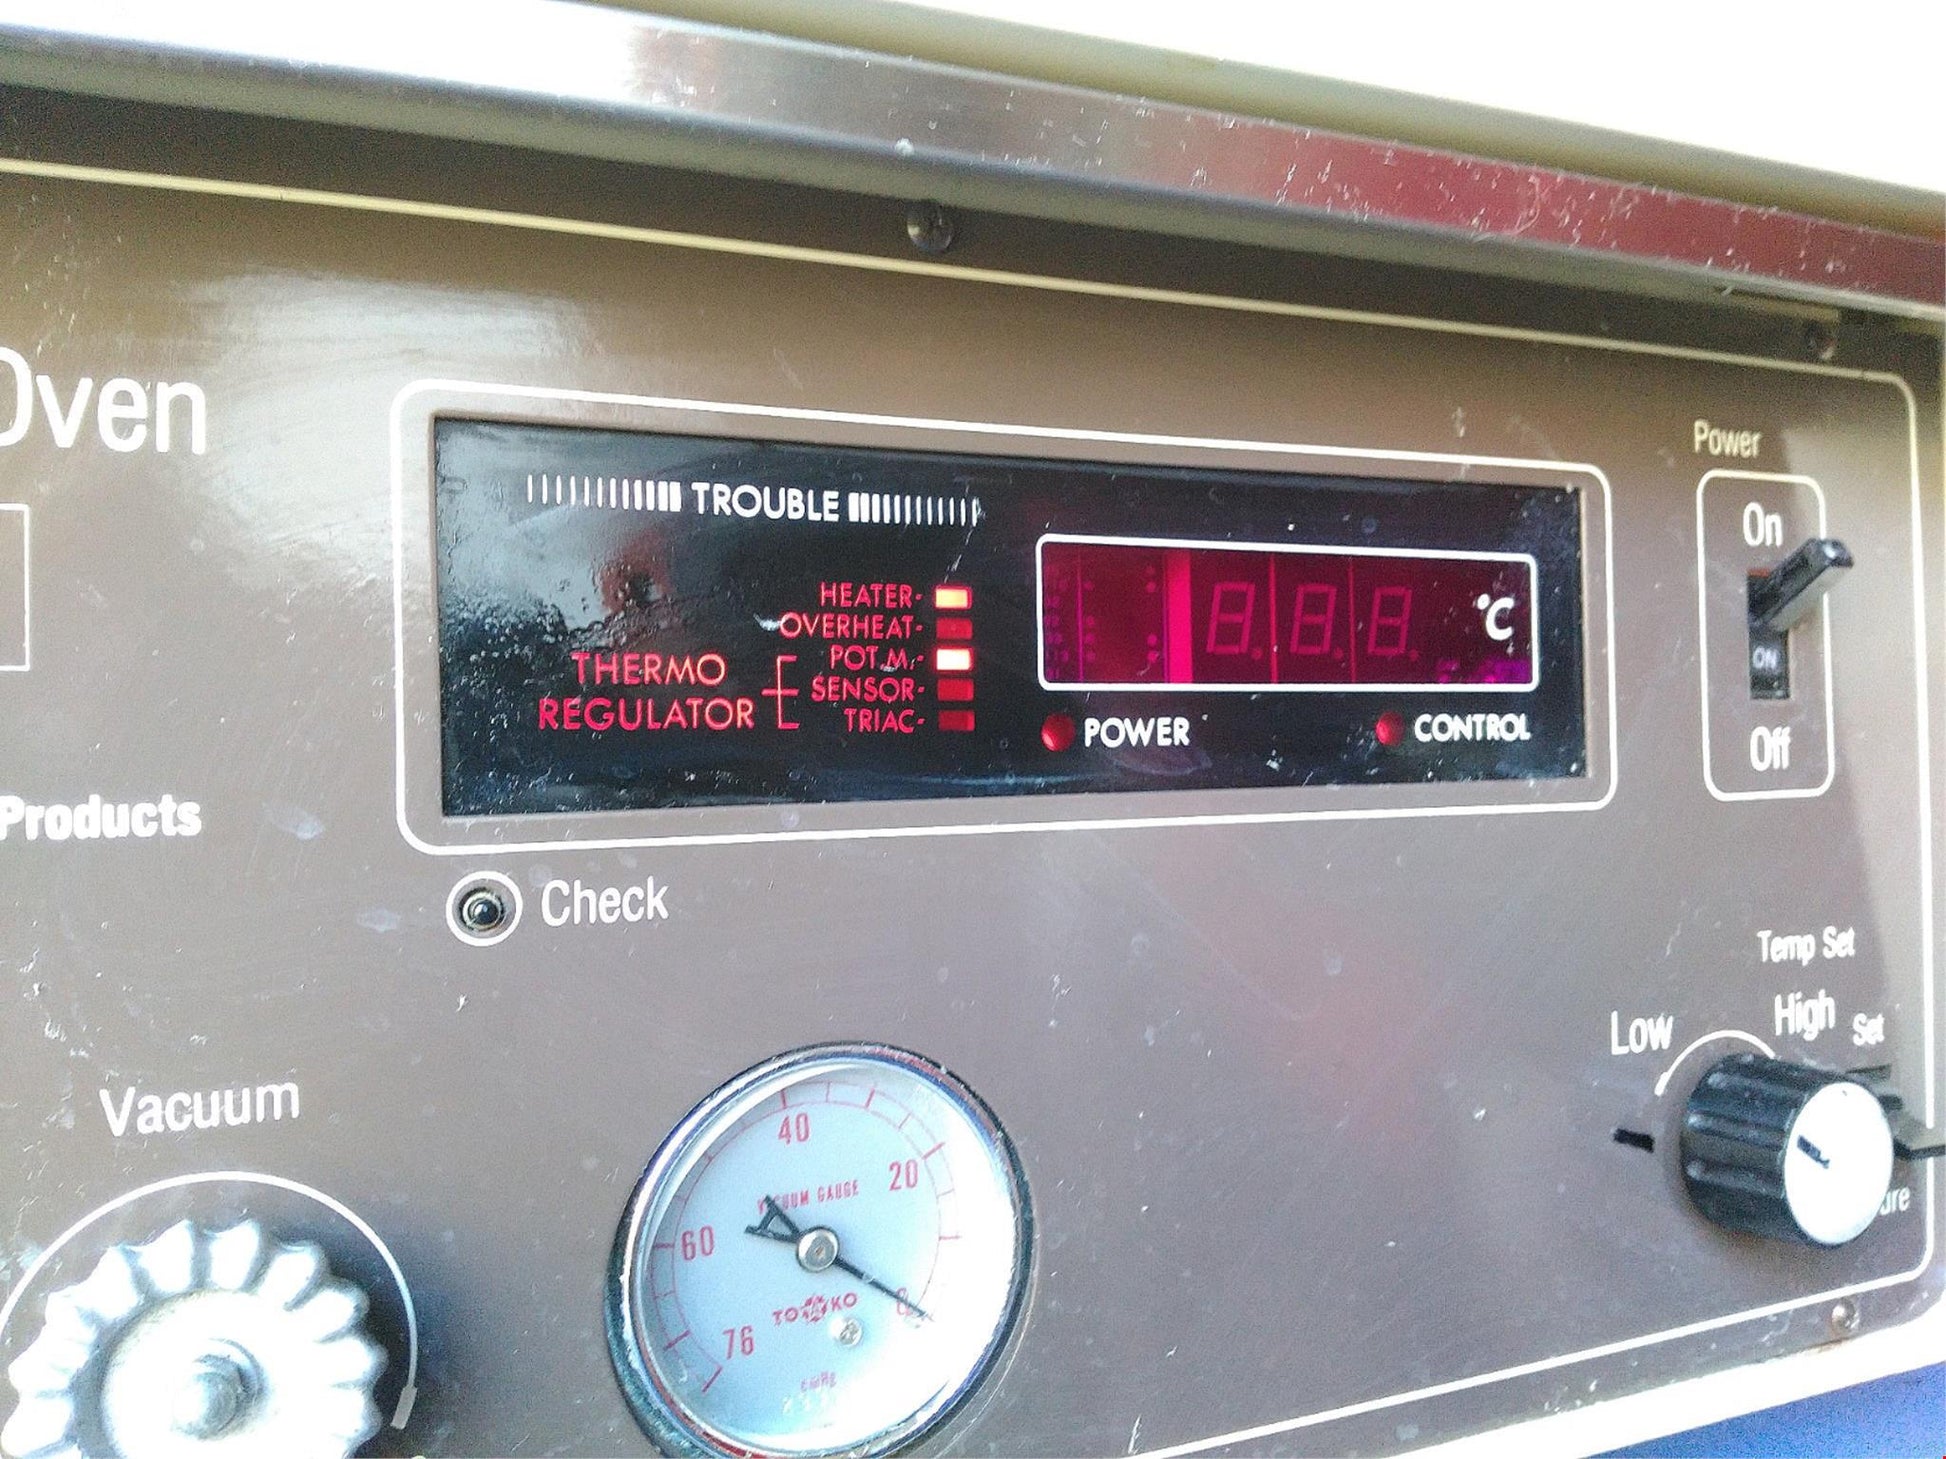 Oven
TROUBLE
HEATER-
OVERHEAT-
POT.M.-
SENSOR-
TRIAC-
THERMO
REGULATOR
8.8.8.
°C
POWER
CONTROL
Power
On
ON
Off
Products
Check
Temp Set
Low
High
Set
Vacuum
40
20
VACUUM GAUGE
60
0
76
cmHg